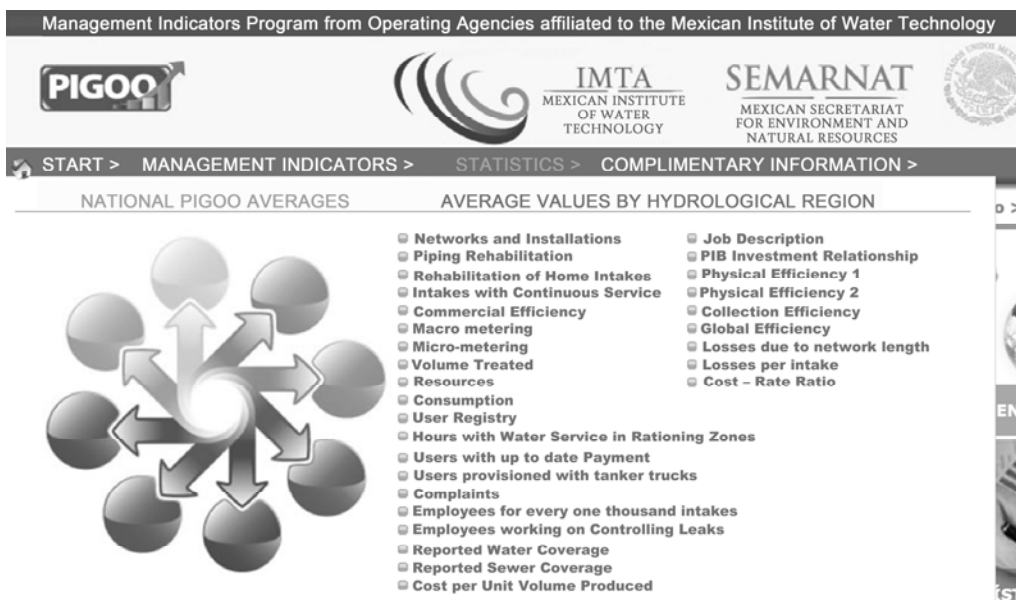 Management Indicators Program from Operating Agencies affiliated to the Mexican Institute of Water Technology
PIGOO
IMTA
MEXICAN INSTITUTE
OF WATER
TECHNOLOGY
SEMARNAT
MEXICAN SECRETARIAT
FOR ENVIRONMENT AND
NATURAL RESOURCES
START > MANAGEMENT INDICATORS > STATISTICS > COMPLIMENTARY INFORMATION >
NATIONAL PIGOO AVERAGES
AVERAGE VALUES BY HYDROLOGICAL REGION
Networks and Installations
Piping Rehabilitation
Rehabilitation of Home Intakes
Intakes with Continuous Service
Commercial Efficiency
Macro metering
Micro-metering
Volume Treated
Resources
Consumption
User Registry
Hours with Water Service in Rationing Zones
Users with up to date Payment
Users provisioned with tanker trucks
Complaints
Employees for every one thousand intakes
Employees working on Controlling Leaks
Reported Water Coverage
Reported Sewer Coverage
Cost per Unit Volume Produced
Job Description
PIB Investment Relationship
Physical Efficiency 1
Physical Efficiency 2
Collection Efficiency
Global Efficiency
Losses due to network length
Losses per intake
Cost – Rate Ratio